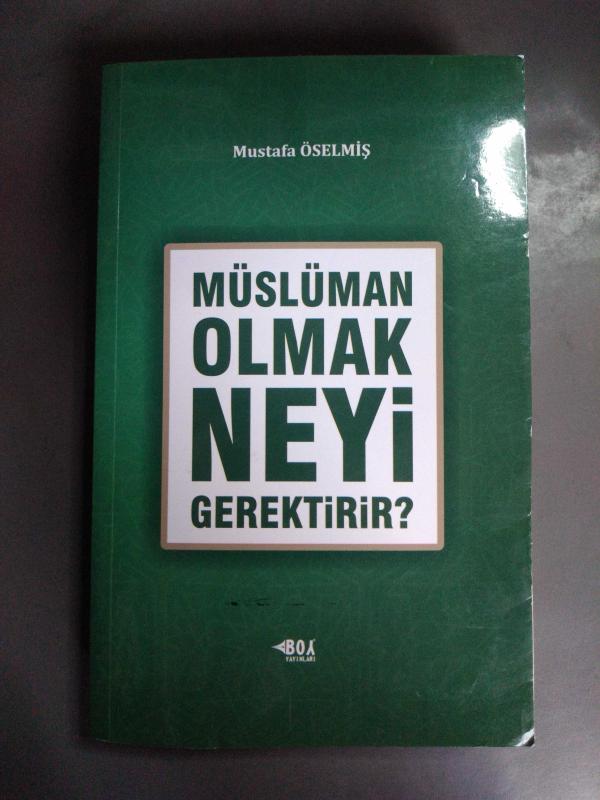 Mustafa ÖSELMİŞ
MÜSLÜMAN
OLMAK
NEYİ
GEREKTİRİR?
BOY
YAYINLARI